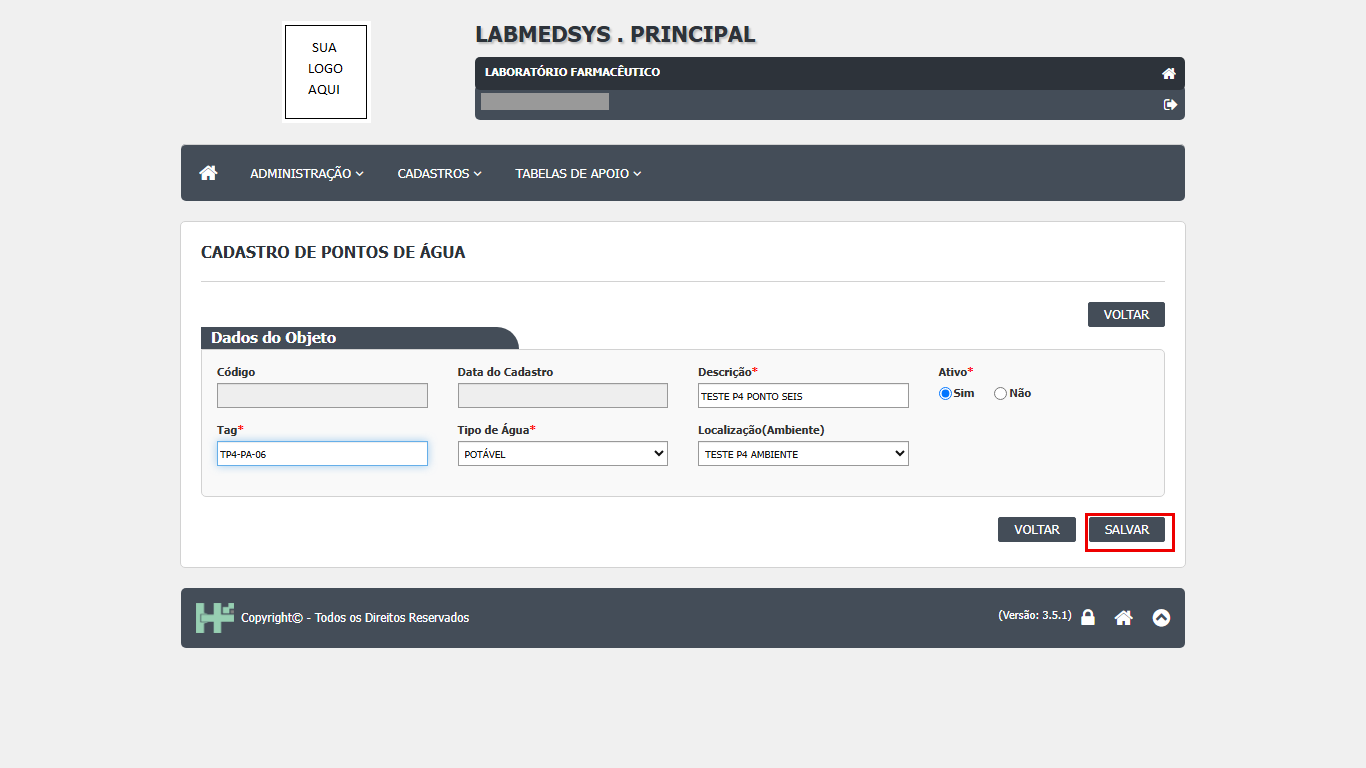 SUA
LOGO
AQUI
LABMEDSYS . PRINCIPAL
LABORATÓRIO FARMACÊUTICO
ADMINISTRAÇÃO CADASTROS TABELAS DE APOIO
CADASTRO DE PONTOS DE ÁGUA
VOLTAR
Dados do Objeto
Código Data do Cadastro Descrição* Ativo*
TESTE P4 PONTO SEIS Sim Não
Tag* Tipo de Água* Localização(Ambiente)
TP4-PA-06 POTÁVEL TESTE P4 AMBIENTE
VOLTAR SALVAR
Copyright© - Todos os Direitos Reservados (Versão: 3.5.1)